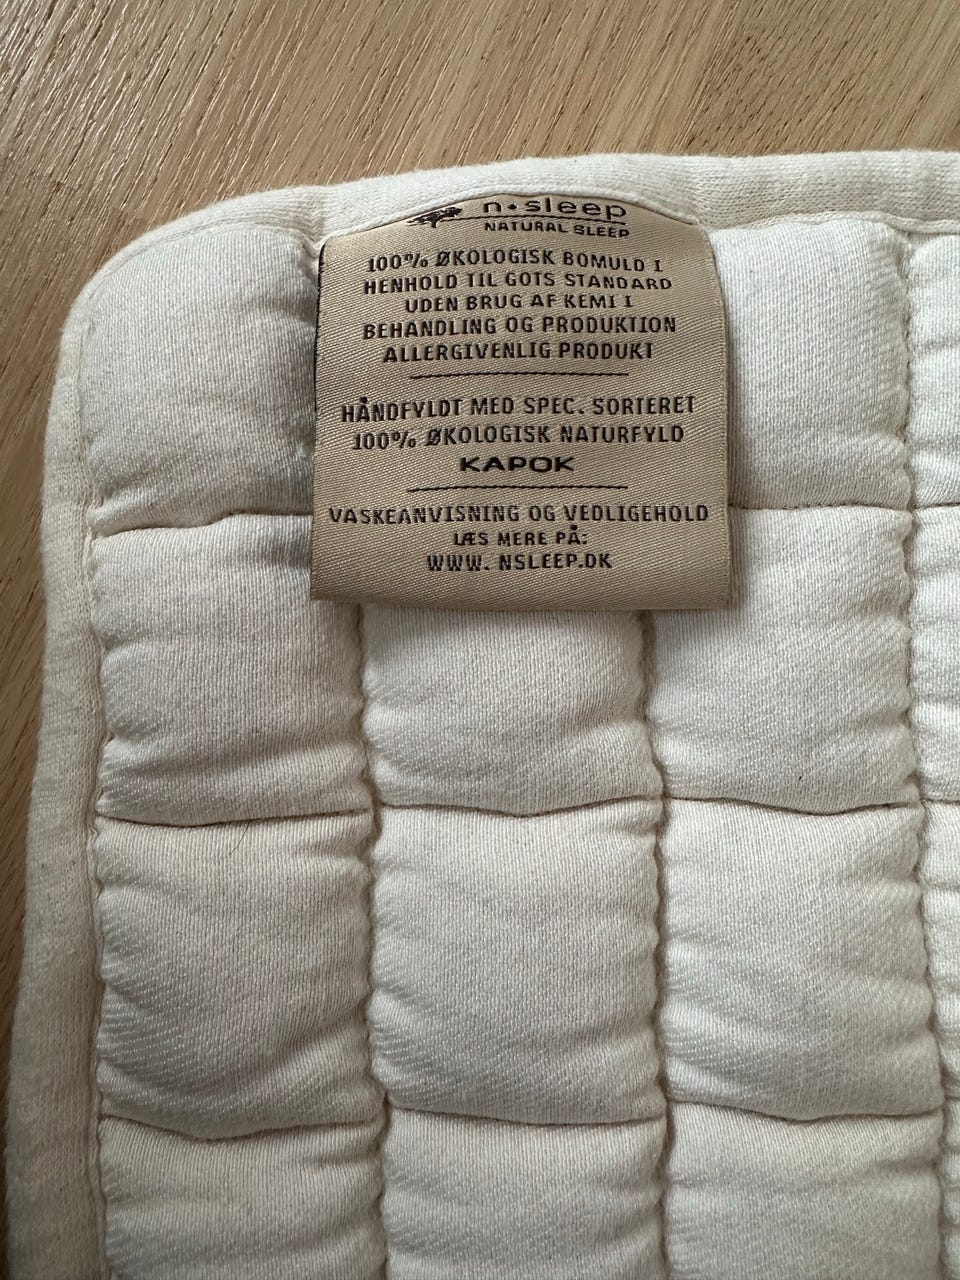 n•sleep
NATURAL SLEEP
100% ØKOLOGISK BOMULD I
HENHOLD TIL GOTS STANDARD
UDEN BRUG AF KEMI I
BEHANDLING OG PRODUKTION
ALLERGIVENLIG PRODUKT
HÅNDFYLDT MED SPEC. SORTERET
100% ØKOLOGISK NATURFYLD
KAPOK
VASKEANVISNING OG VEDLIGEHOLD
LÆS MERE PÅ:
WWW. NSLEEP.DK